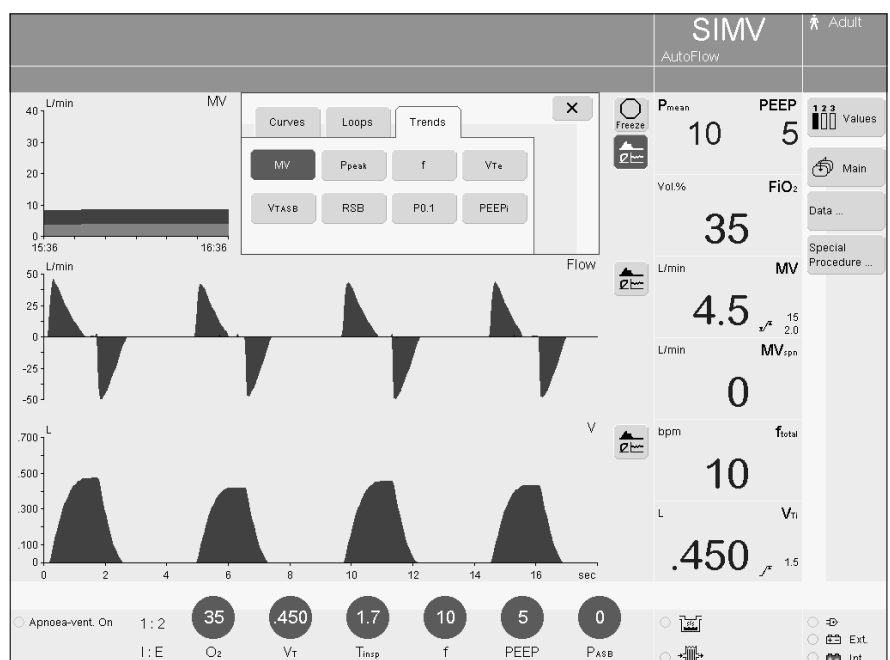 SIMV
Adult
AutoFlow
L/min MV
40
30
20
10
0
15:36 16:36
Curves Loops Trends
MV Ppeak f VTe
VTASB RSB P0.1 PEEPi
Freeze
Pmean PEEP
10 5
Vol.% FiO2
35
L/min MV
4.5 15
2.0
L/min MVspn
0
bpm ftotal
10
L VTi
.450 1.5
1 2 3
Values
Main
Data ...
Special
Procedure ...
L/min Flow
50
25
0
-25
-50
L V
.700
.500
.300
.100
0
0 2 4 6 8 10 12 14 16 sec
Apnoea-vent. On 1 : 2 35 .450 1.7 10 5 0
I : E O2 VT Tinsp f PEEP PASB
Ext.
Int.